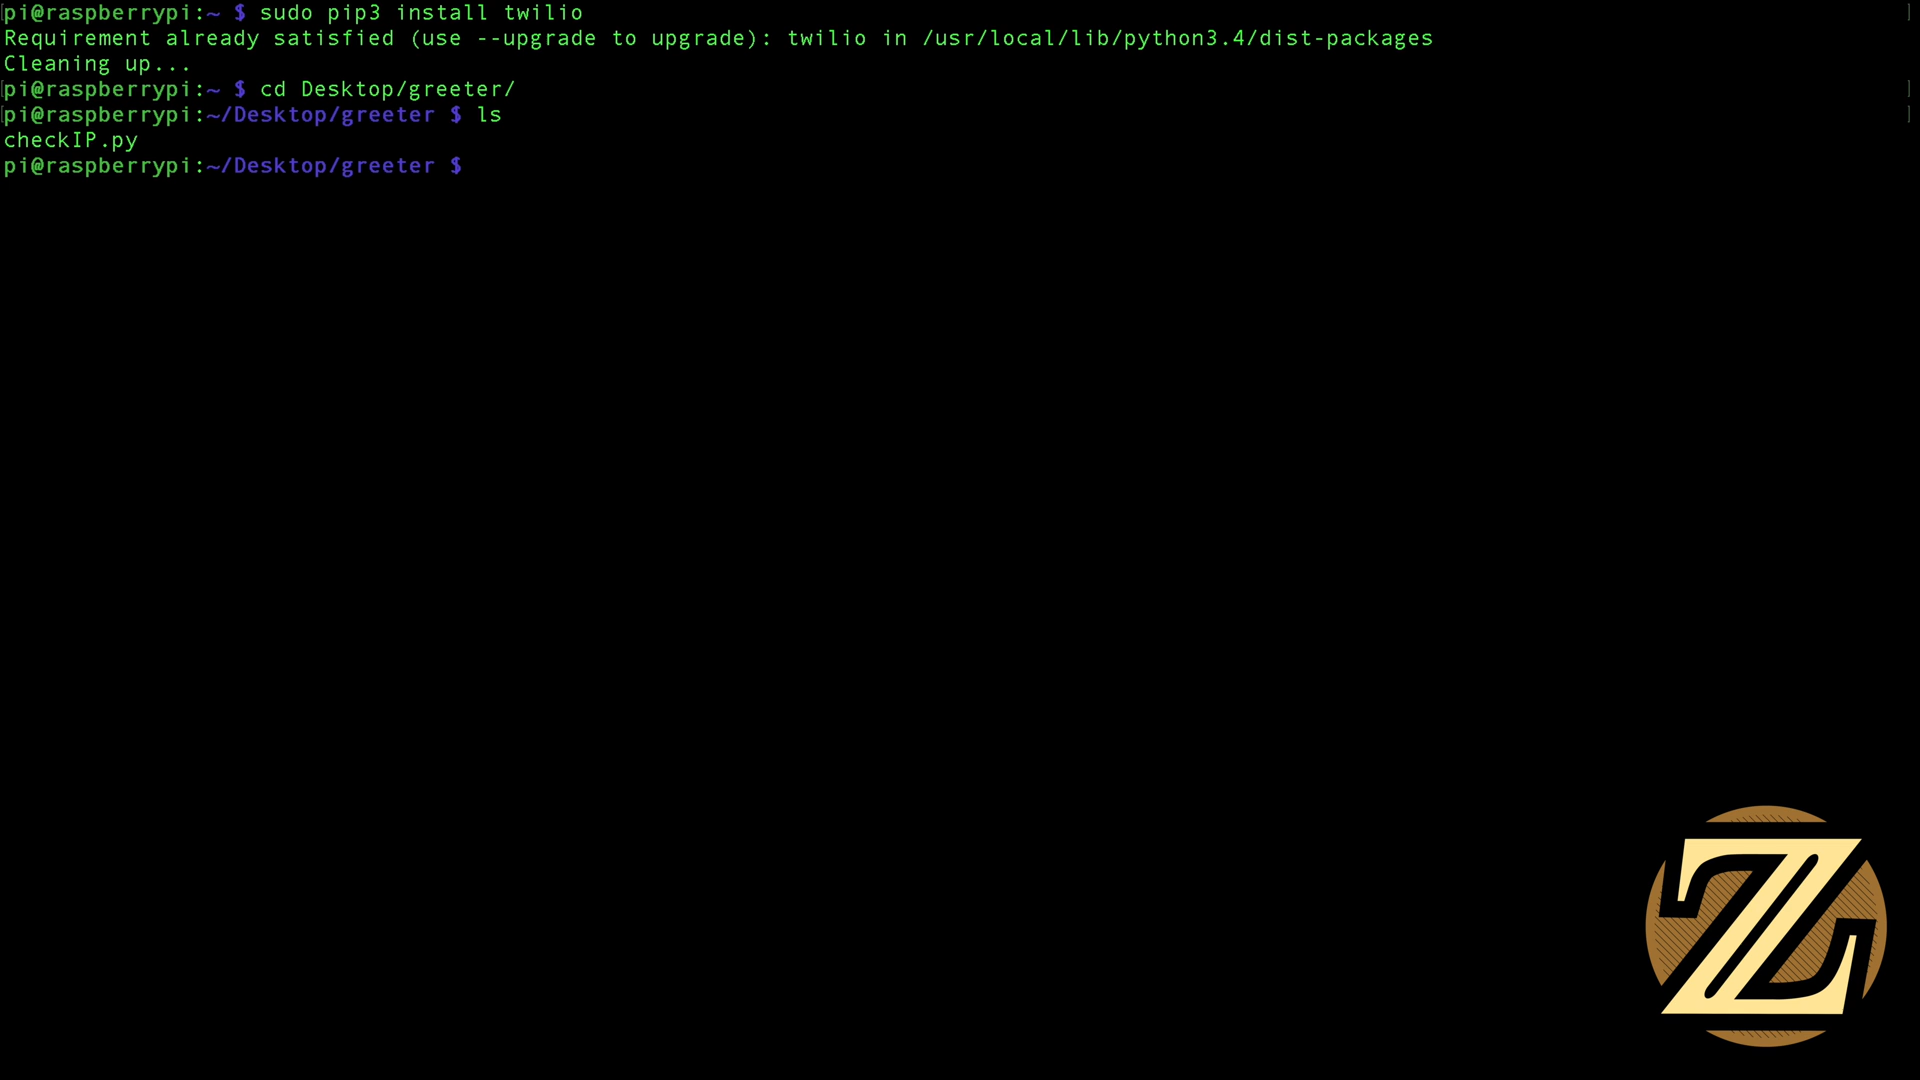 pi@raspberrypi:~ $ sudo pip3 install twilio
Requirement already satisfied (use --upgrade to upgrade): twilio in /usr/local/lib/python3.4/dist-packages
Cleaning up...
pi@raspberrypi:~ $ cd Desktop/greeter/
pi@raspberrypi:~/Desktop/greeter $ ls
checkIP.py
pi@raspberrypi:~/Desktop/greeter $
Z